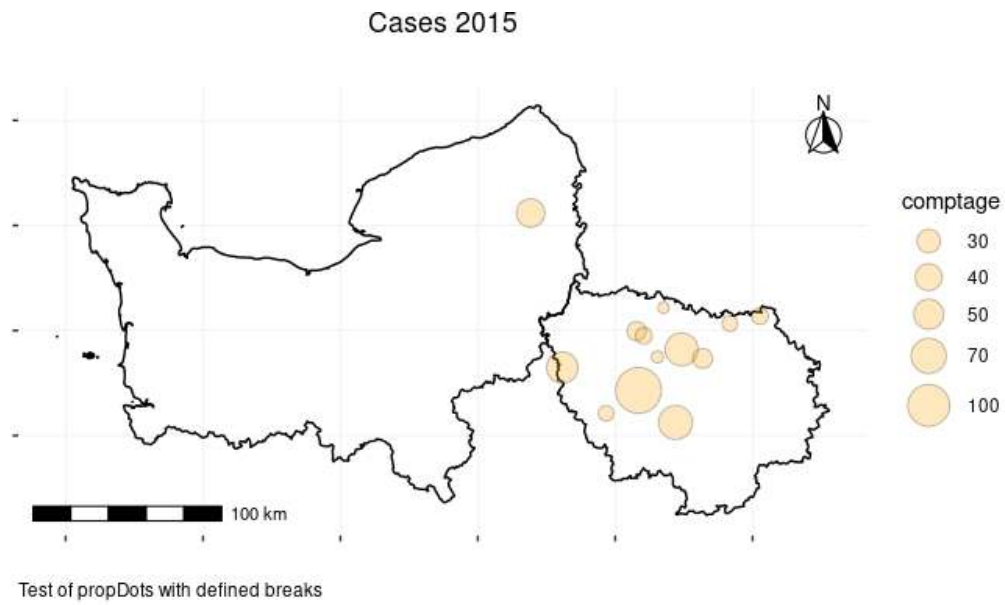 Cases 2015
N
comptage
30
40
50
70
100
100 km
Test of propDots with defined breaks